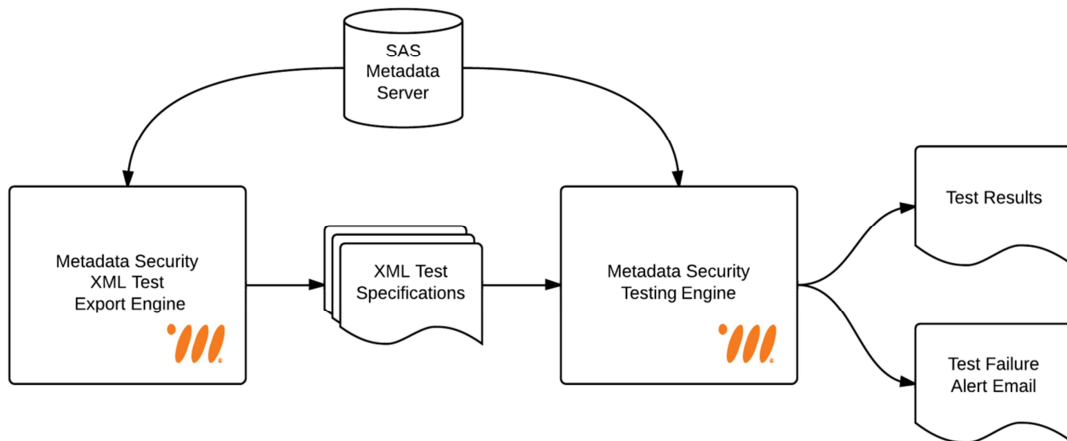 SAS
Metadata
Server
Metadata Security
XML Test
Export Engine
XML Test
Specifications
Metadata Security
Testing Engine
Test Results
Test Failure
Alert Email